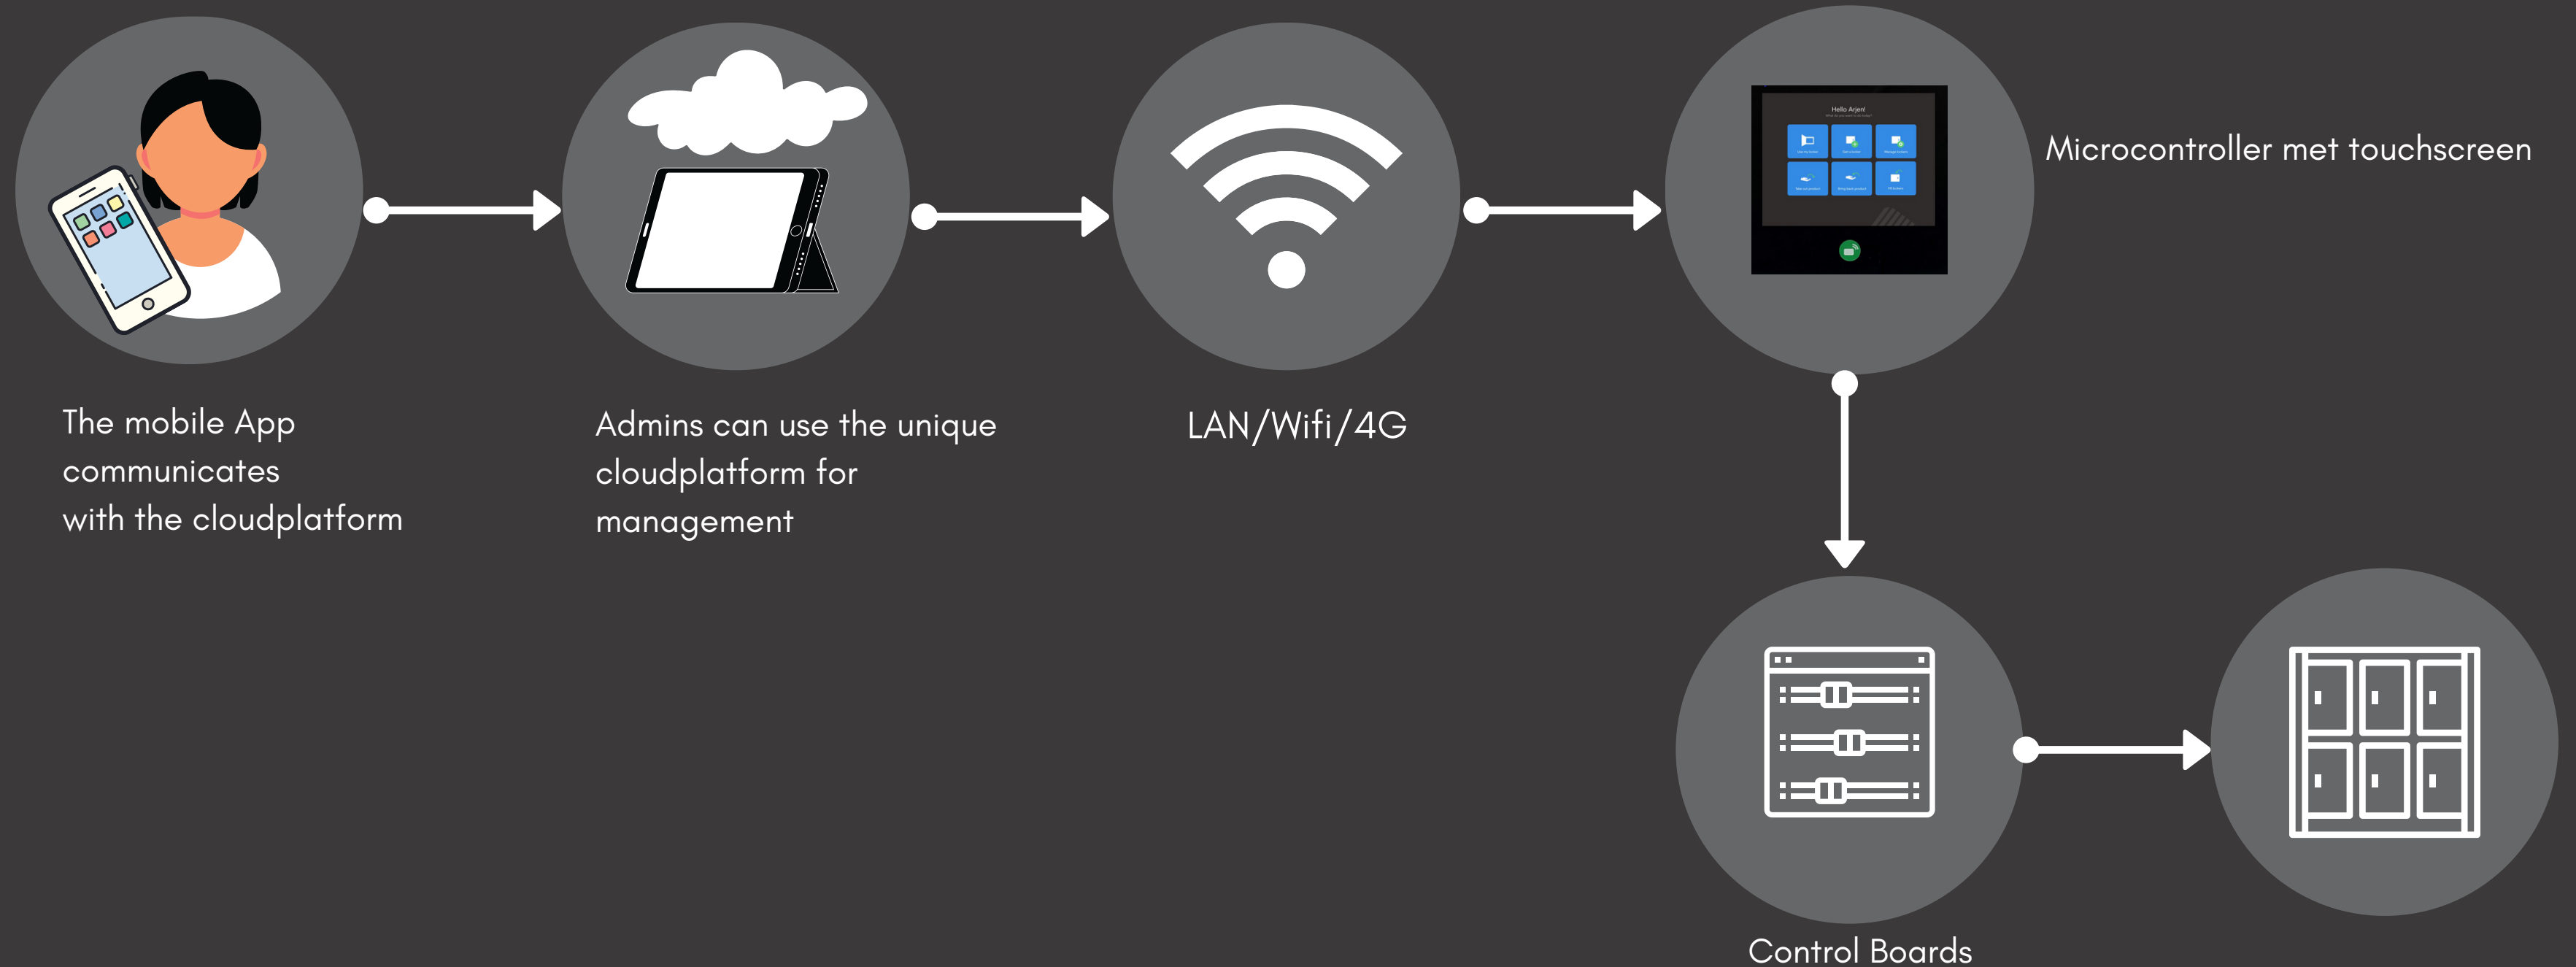 The mobile App
communicates
with the cloudplatform
Admins can use the unique
cloudplatform for
management
LAN/Wifi/4G
Hello Arjen!
Microcontroller met touchscreen
Control Boards